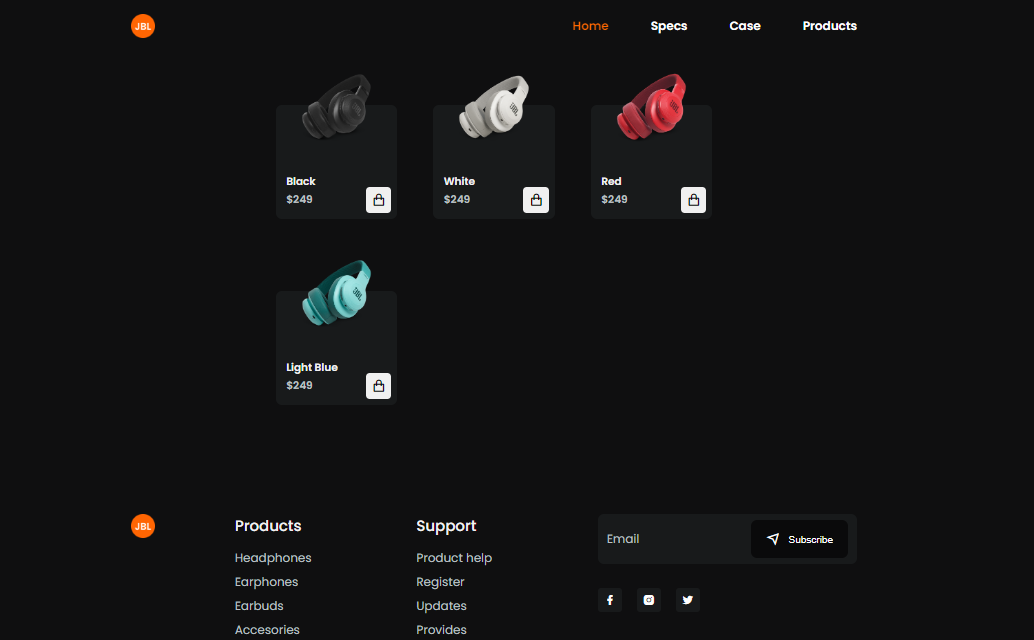 JBL
Home Specs Case Products
Black
$249
White
$249
Red
$249
Light Blue
$249
JBL
Products
Headphones
Earphones
Earbuds
Accesories
Support
Product help
Register
Updates
Provides
Email
Subscribe